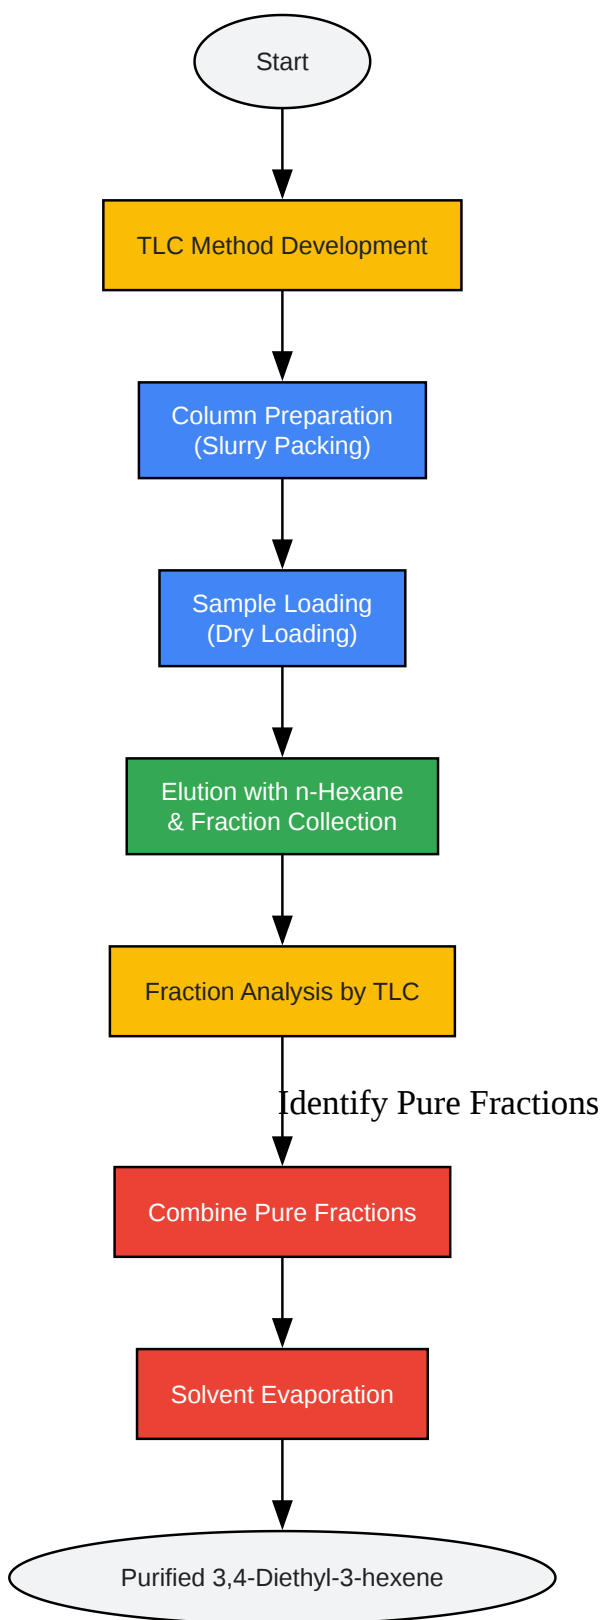 Start
TLC Method Development
Column Preparation
(Slurry Packing)
Sample Loading
(Dry Loading)
Elution with n-Hexane
& Fraction Collection
Fraction Analysis by TLC
Identify Pure Fractions
Combine Pure Fractions
Solvent Evaporation
Purified 3,4-Diethyl-3-hexene